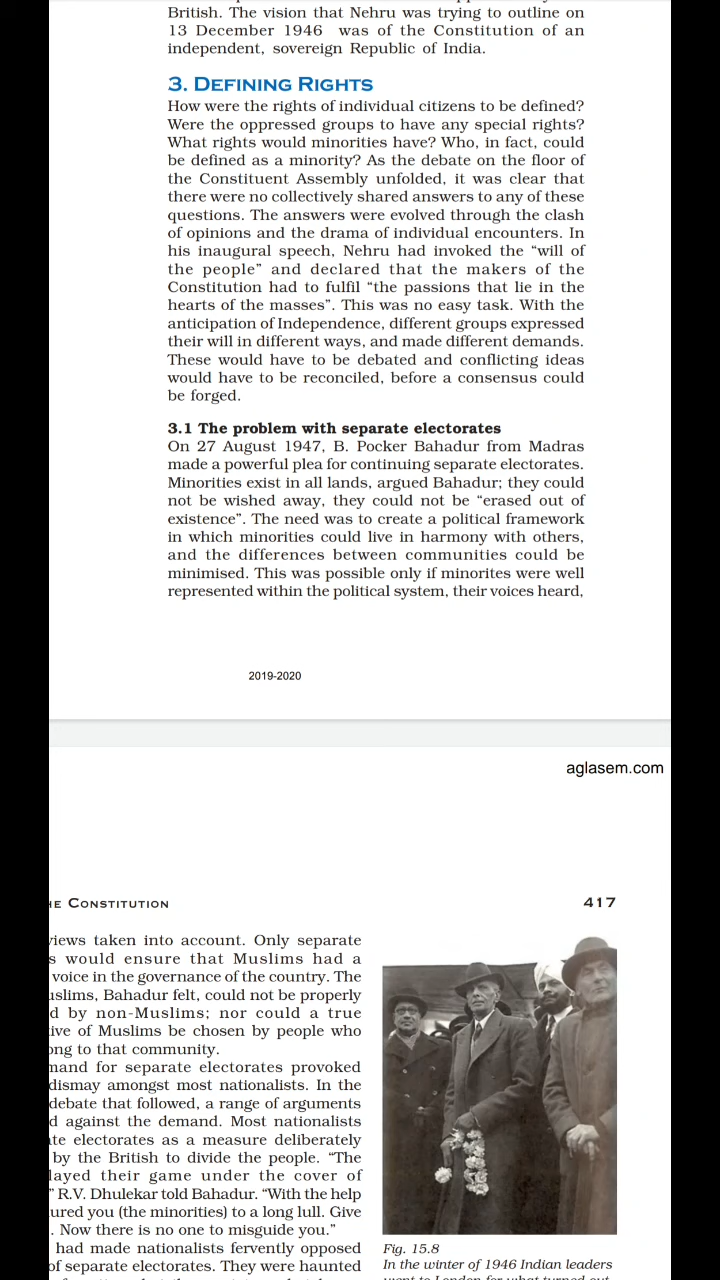 British. The vision that Nehru was trying to outline on
13 December 1946 was of the Constitution of an
independent, sovereign Republic of India.
3. DEFINING RIGHTS
How were the rights of individual citizens to be defined?
Were the oppressed groups to have any special rights?
What rights would minorities have? Who, in fact, could
be defined as a minority? As the debate on the floor of
the Constituent Assembly unfolded, it was clear that
there were no collectively shared answers to any of these
questions. The answers were evolved through the clash
of opinions and the drama of individual encounters. In
his inaugural speech, Nehru had invoked the “will of
the people” and declared that the makers of the
Constitution had to fulfil “the passions that lie in the
hearts of the masses”. This was no easy task. With the
anticipation of Independence, different groups expressed
their will in different ways, and made different demands.
These would have to be debated and conflicting ideas
would have to be reconciled, before a consensus could
be forged.
3.1 The problem with separate electorates
On 27 August 1947, B. Pocker Bahadur from Madras
made a powerful plea for continuing separate electorates.
Minorities exist in all lands, argued Bahadur; they could
not be wished away, they could not be “erased out of
existence”. The need was to create a political framework
in which minorities could live in harmony with others,
and the differences between communities could be
minimised. This was possible only if minorites were well
represented within the political system, their voices heard,
2019-2020
aglasem.com
HE CONSTITUTION
417
views taken into account. Only separate
s would ensure that Muslims had a
voice in the governance of the country. The
uslims, Bahadur felt, could not be properly
d by non-Muslims; nor could a true
ive of Muslims be chosen by people who
ong to that community.
mand for separate electorates provoked
dismay amongst most nationalists. In the
debate that followed, a range of arguments
d against the demand. Most nationalists
te electorates as a measure deliberately
by the British to divide the people. “The
layed their game under the cover of
” R.V. Dhulekar told Bahadur. “With the help
ured you (the minorities) to a long lull. Give
. Now there is no one to misguide you.”
had made nationalists fervently opposed
of separate electorates. They were haunted
Fig. 15.8
In the winter of 1946 Indian leaders
went to London for what turned out